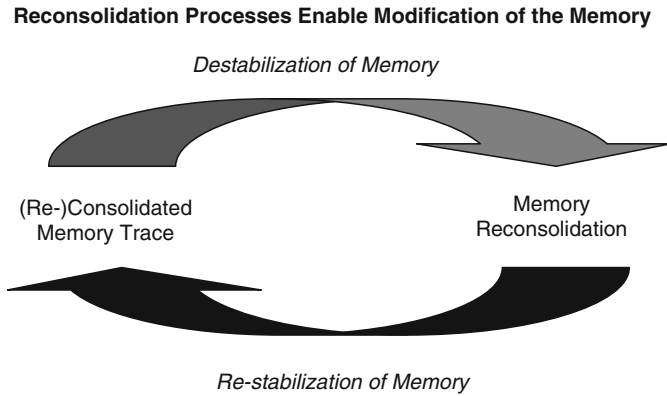 Reconsolidation Processes Enable Modification of the Memory
Destabilization of Memory
(Re-)Consolidated
Memory Trace
Memory
Reconsolidation
Re-stabilization of Memory